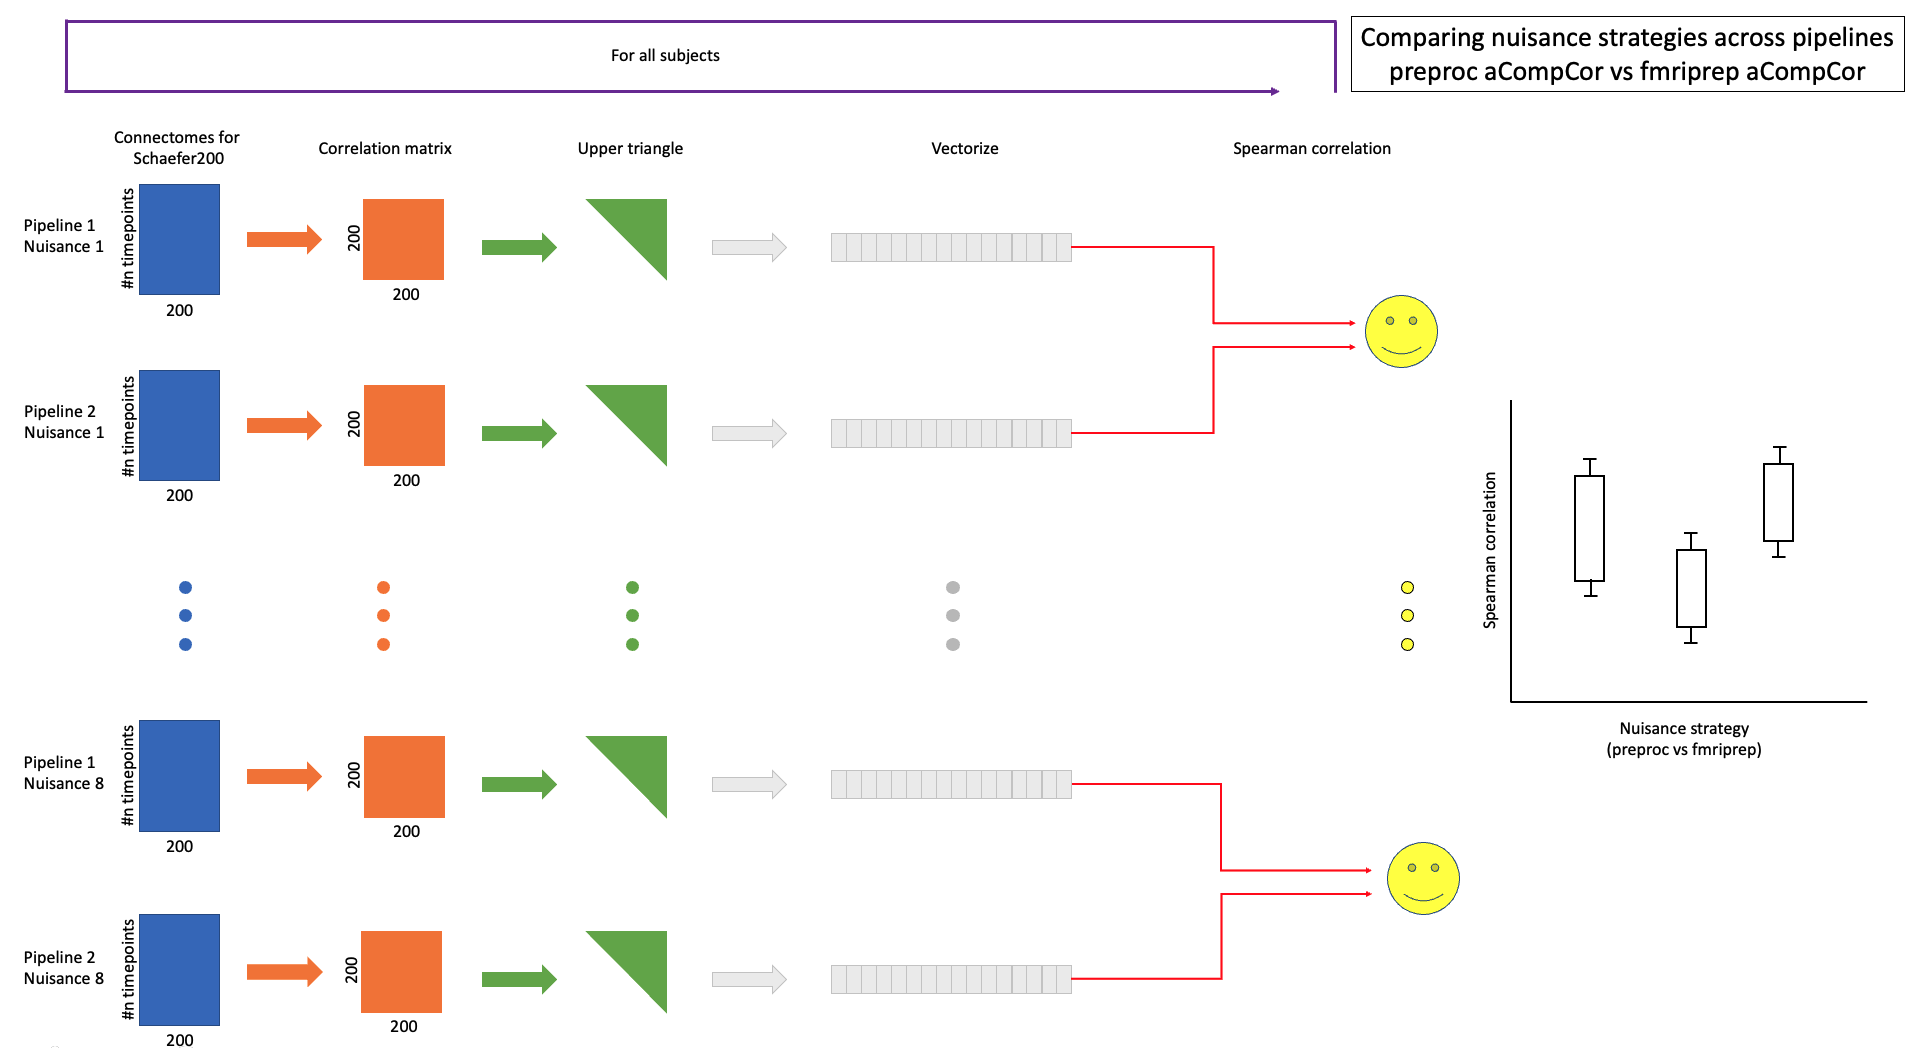 For all subjects
Comparing nuisance strategies across pipelines
preproc aCompCor vs fmriprep aCompCor
Connectomes for
Schaefer200
Correlation matrix
Upper triangle
Vectorize
Spearman correlation
Pipeline 1
Nuisance 1
#n timepoints
200
200
200
Pipeline 2
Nuisance 1
#n timepoints
200
200
200
Spearman correlation
Nuisance strategy
(preproc vs fmriprep)
Pipeline 1
Nuisance 8
#n timepoints
200
200
200
Pipeline 2
Nuisance 8
#n timepoints
200
200
200